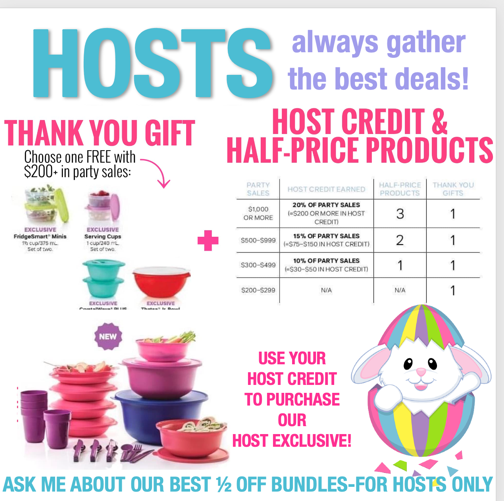 HOSTS
always gather
the best deals!
THANK YOU GIFT
Choose one FREE with
$200+ in party sales:
EXCLUSIVE
FridgeSmart® Minis
1½ cup/375 mL.
Set of two.
EXCLUSIVE
Serving Cups
1 cup/240 mL.
Set of two.
EXCLUSIVE
EXCLUSIVE
NEW
HOST CREDIT &
HALF-PRICE PRODUCTS
PARTY SALES HOST CREDIT EARNED HALF-PRICE PRODUCTS THANK YOU GIFTS
$1,000 OR MORE 20% OF PARTY SALES (=$200 OR MORE IN HOST CREDIT) 3 1
$500–$999 15% OF PARTY SALES (=$75–$150 IN HOST CREDIT) 2 1
$300–$499 10% OF PARTY SALES (=$30–$50 IN HOST CREDIT) 1 1
$200–$299 N/A N/A 1
+
USE YOUR
HOST CREDIT
TO PURCHASE
OUR
HOST EXCLUSIVE!
ASK ME ABOUT OUR BEST ½ OFF BUNDLES-FOR HOSTS ONLY